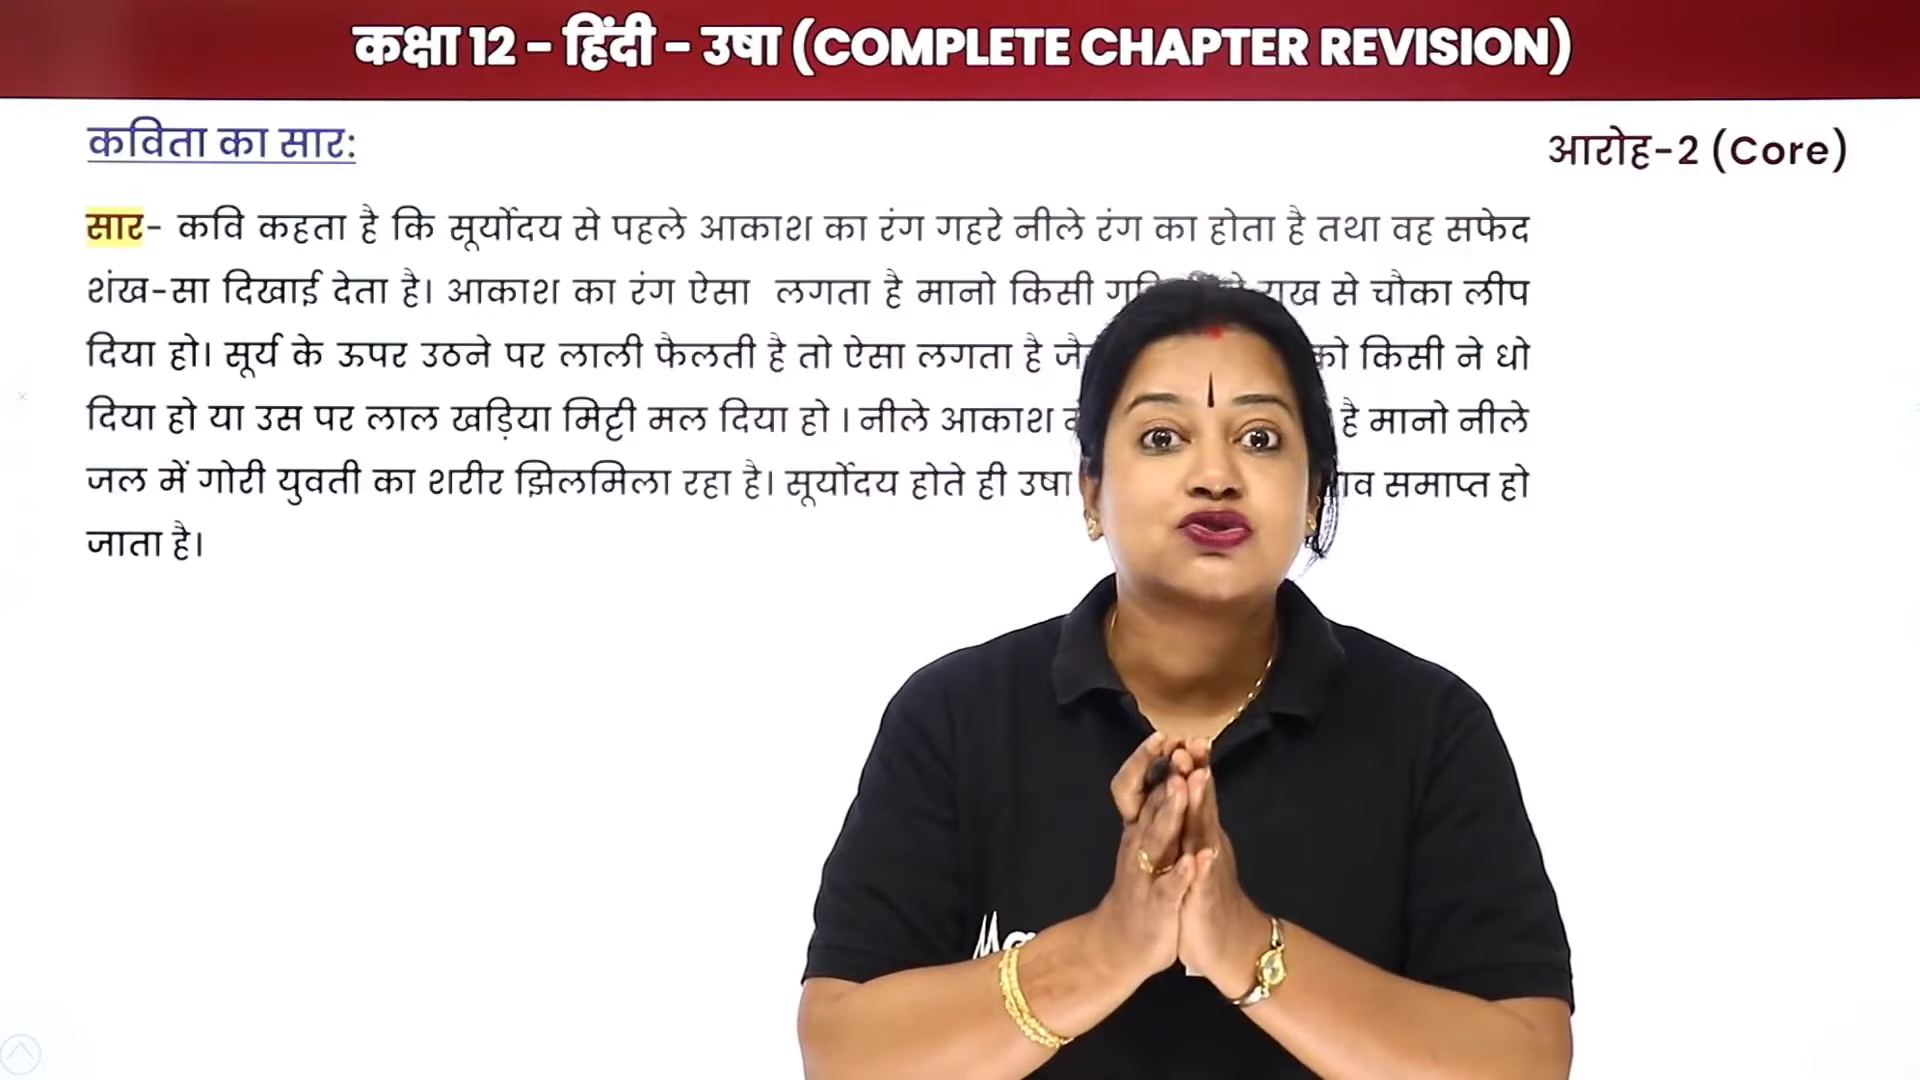 कक्षा 12 - हिंदी - उषा (COMPLETE CHAPTER REVISION)
कविता का सार:
आरोह-2 (Core)
सार- कवि कहता है कि सूर्योदय से पहले आकाश का रंग गहरे नीले रंग का होता है तथा वह सफेद
शंख-सा दिखाई देता है। आकाश का रंग ऐसा लगता है मानो किसी से चौका लीप
दिया हो। सूर्य के ऊपर उठने पर लाली फैलती है तो ऐसा लगता है को किसी ने धो
दिया हो या उस पर लाल खड़िया मिट्टी मल दिया हो । नीले आकाश है मानो नीले
जल में गोरी युवती का शरीर झिलमिला रहा है। सूर्योदय होते ही उषा समाप्त हो
जाता है।